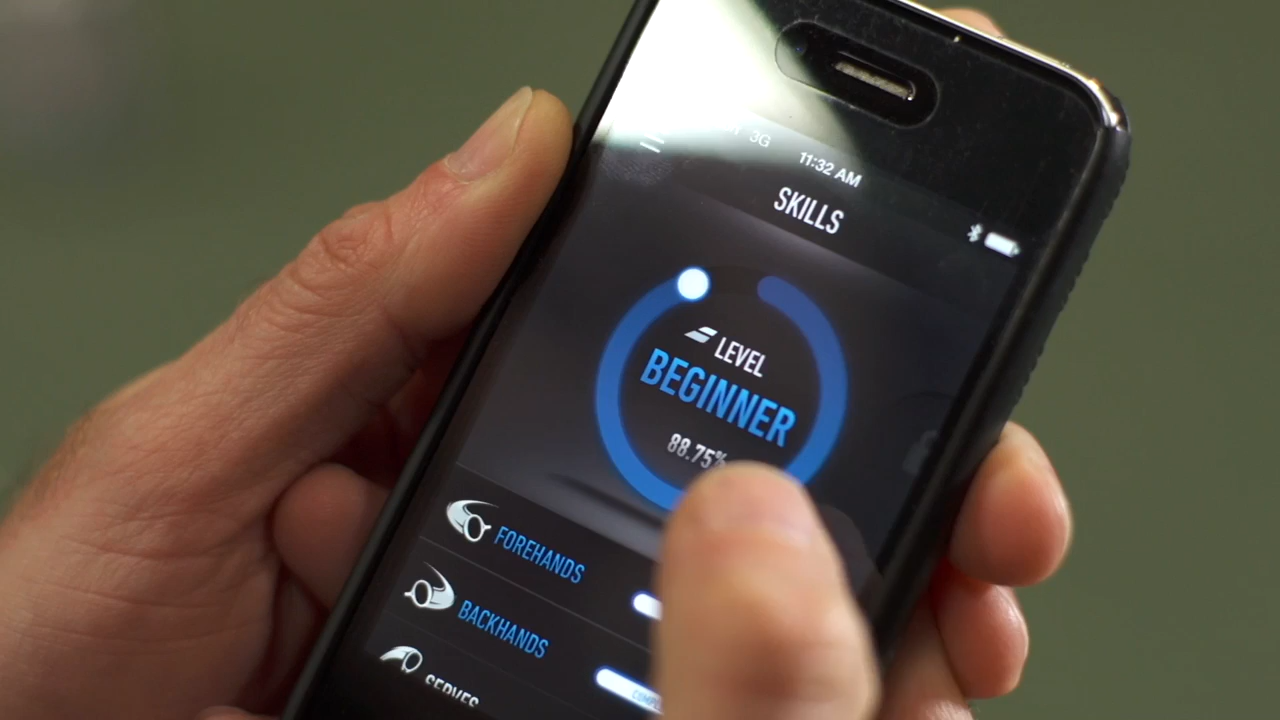 3G
11:32 AM
SKILLS
LEVEL
BEGINNER
88.75%
FOREHANDS
BACKHANDS
SERVES